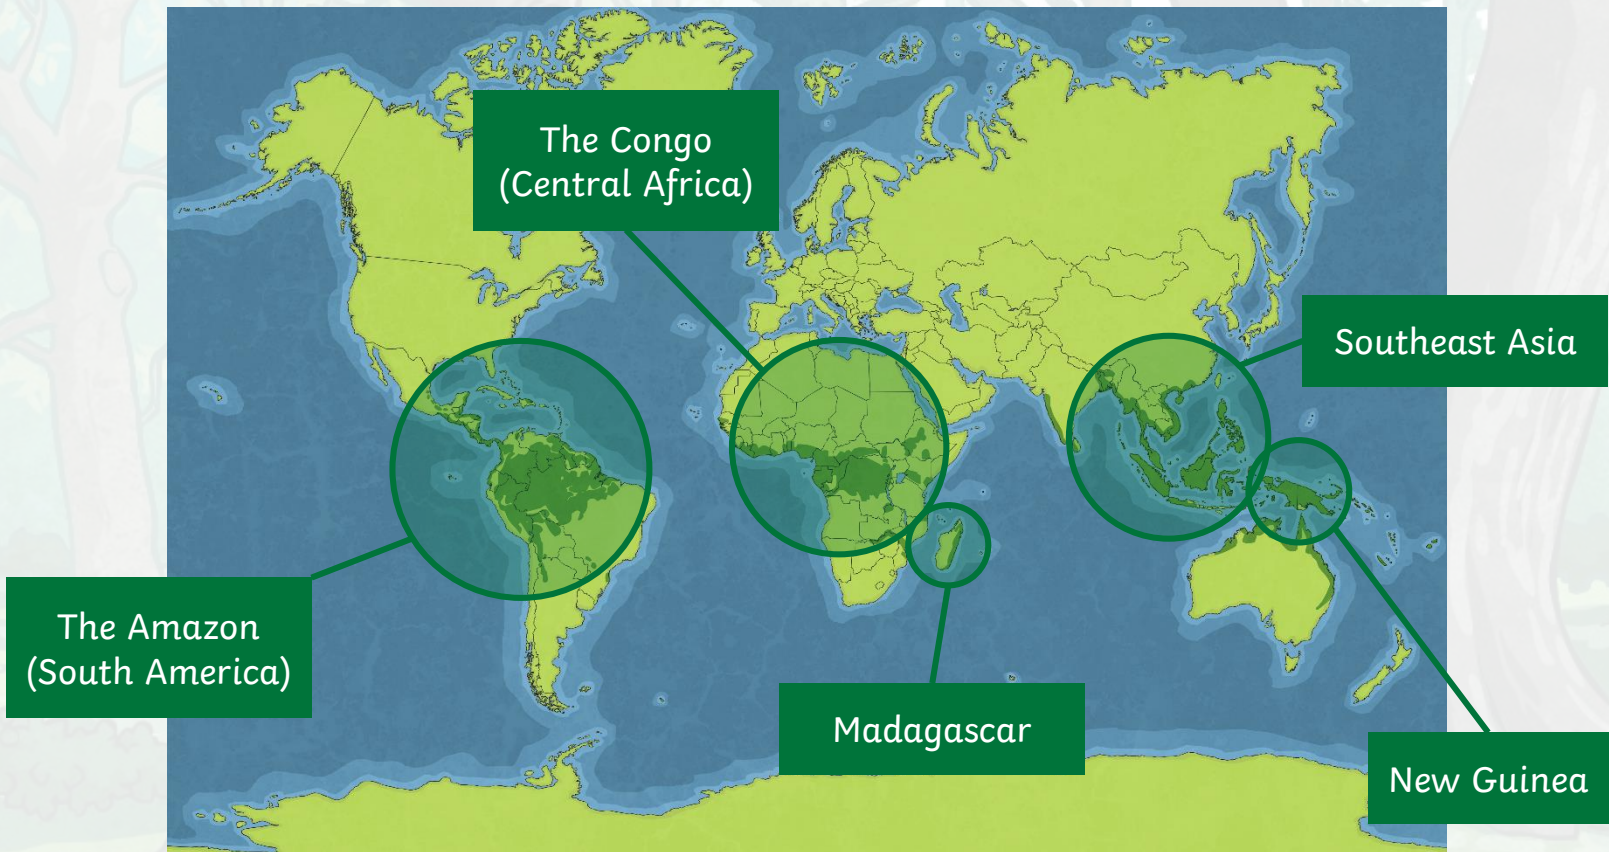 The Congo
(Central Africa)
Southeast Asia
The Amazon
(South America)
Madagascar
New Guinea